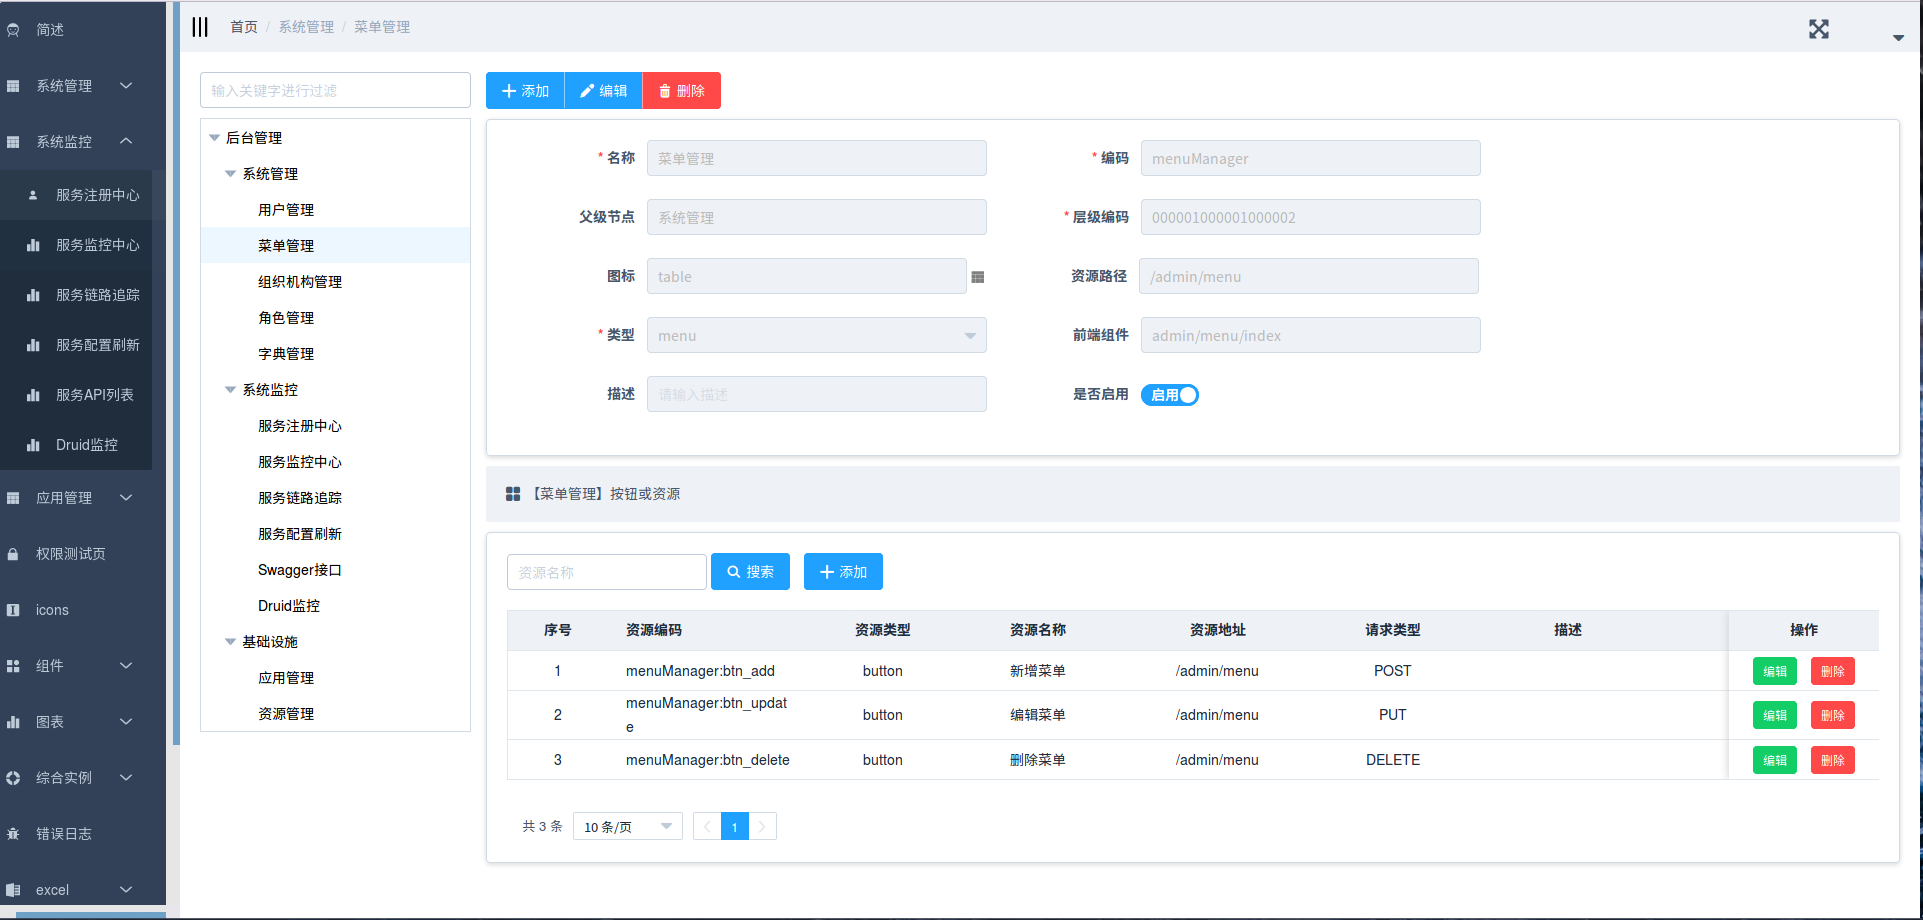 简述
系统管理
系统监控
服务注册中心
服务监控中心
服务链路追踪
服务配置刷新
服务API列表
Druid监控
应用管理
权限测试页
icons
组件
图表
综合实例
错误日志
excel
首页 / 系统管理 / 菜单管理
输入关键字进行过滤
后台管理
系统管理
用户管理
菜单管理
组织机构管理
角色管理
字典管理
系统监控
服务注册中心
服务监控中心
服务链路追踪
服务配置刷新
Swagger接口
Druid监控
基础设施
应用管理
资源管理
添加 编辑 删除
* 名称 菜单管理 * 编码 menuManager
父级节点 系统管理 * 层级编码 000001000001000002
图标 table 资源路径 /admin/menu
* 类型 menu 前端组件 admin/menu/index
描述 请输入描述 是否启用 启用
【菜单管理】按钮或资源
资源名称 搜索 添加
序号 资源编码 资源类型 资源名称 资源地址 请求类型 描述 操作
1 menuManager:btn_add button 新增菜单 /admin/menu POST 编辑 删除
2 menuManager:btn_updat button 编辑菜单 /admin/menu PUT 编辑 删除
e
3 menuManager:btn_delete button 删除菜单 /admin/menu DELETE 编辑 删除
共 3 条 10 条/页 1